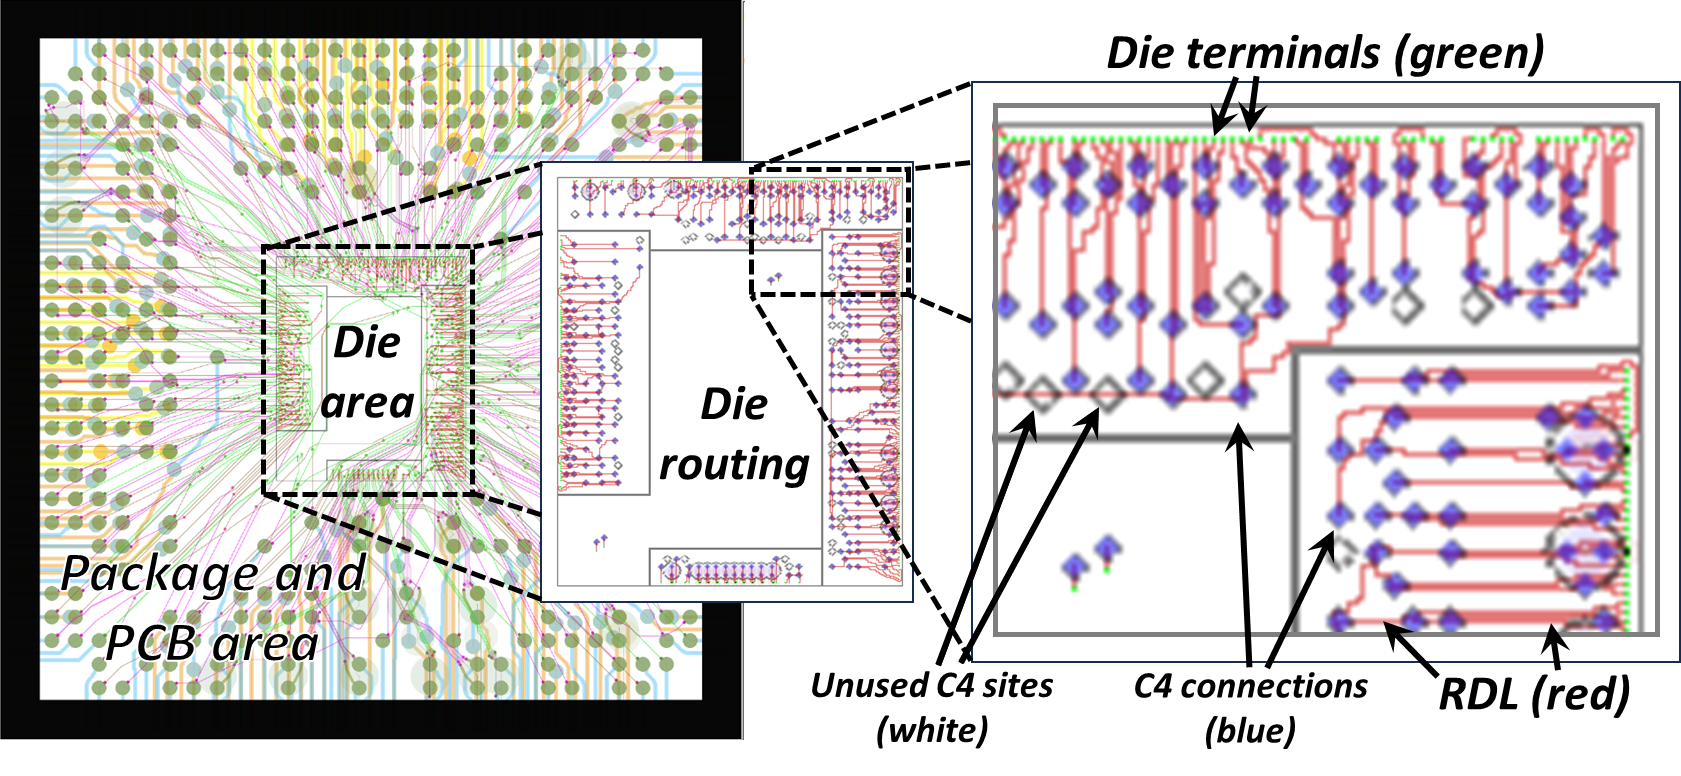 Die terminals (green)
Die
area
Die
routing
Package and
PCB area
Unused C4 sites
(white)
C4 connections
(blue)
RDL (red)